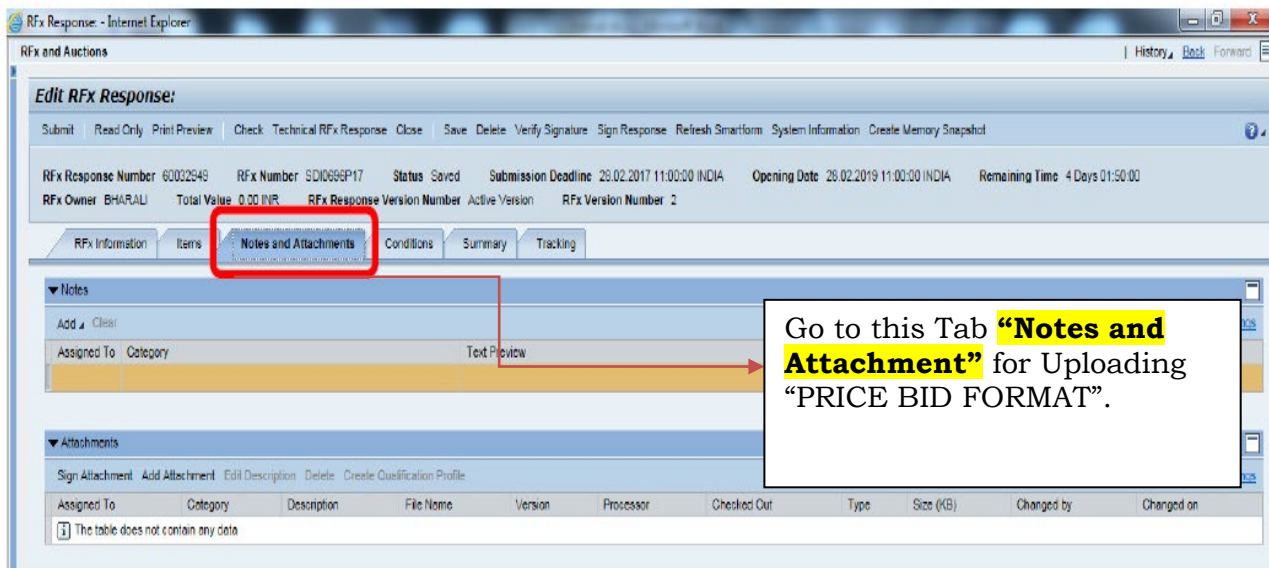 RFx Response: - Internet Explorer
RFx and Auctions
History Back Forward
Edit RFx Response:
Submit Read Only Print Preview Check Technical RFx Response Close Save Delete Verify Signature Sign Response Refresh Smartform System Information Create Memory Snapshot
RFx Response Number 60032949 RFx Number SDI0696P17 Status Saved Submission Deadline 28.02.2017 11:00:00 INDIA Opening Date 28.02.2019 11:00:00 INDIA Remaining Time 4 Days 01:50:00
RFx Owner BHARALI Total Value 0.00 INR RFx Response Version Number Active Version RFx Version Number 2
RFx Information Items Notes and Attachments Conditions Summary Tracking
Notes
Add Clear
Assigned To Category Text Preview
Go to this Tab “Notes and
Attachment” for Uploading
“PRICE BID FORMAT”.
Attachments
Sign Attachment Add Attachment Edit Description Delete Create Qualification Profile
Assigned To Category Description File Name Version Processor Checked Out Type Size (KB) Changed by Changed on
The table does not contain any data